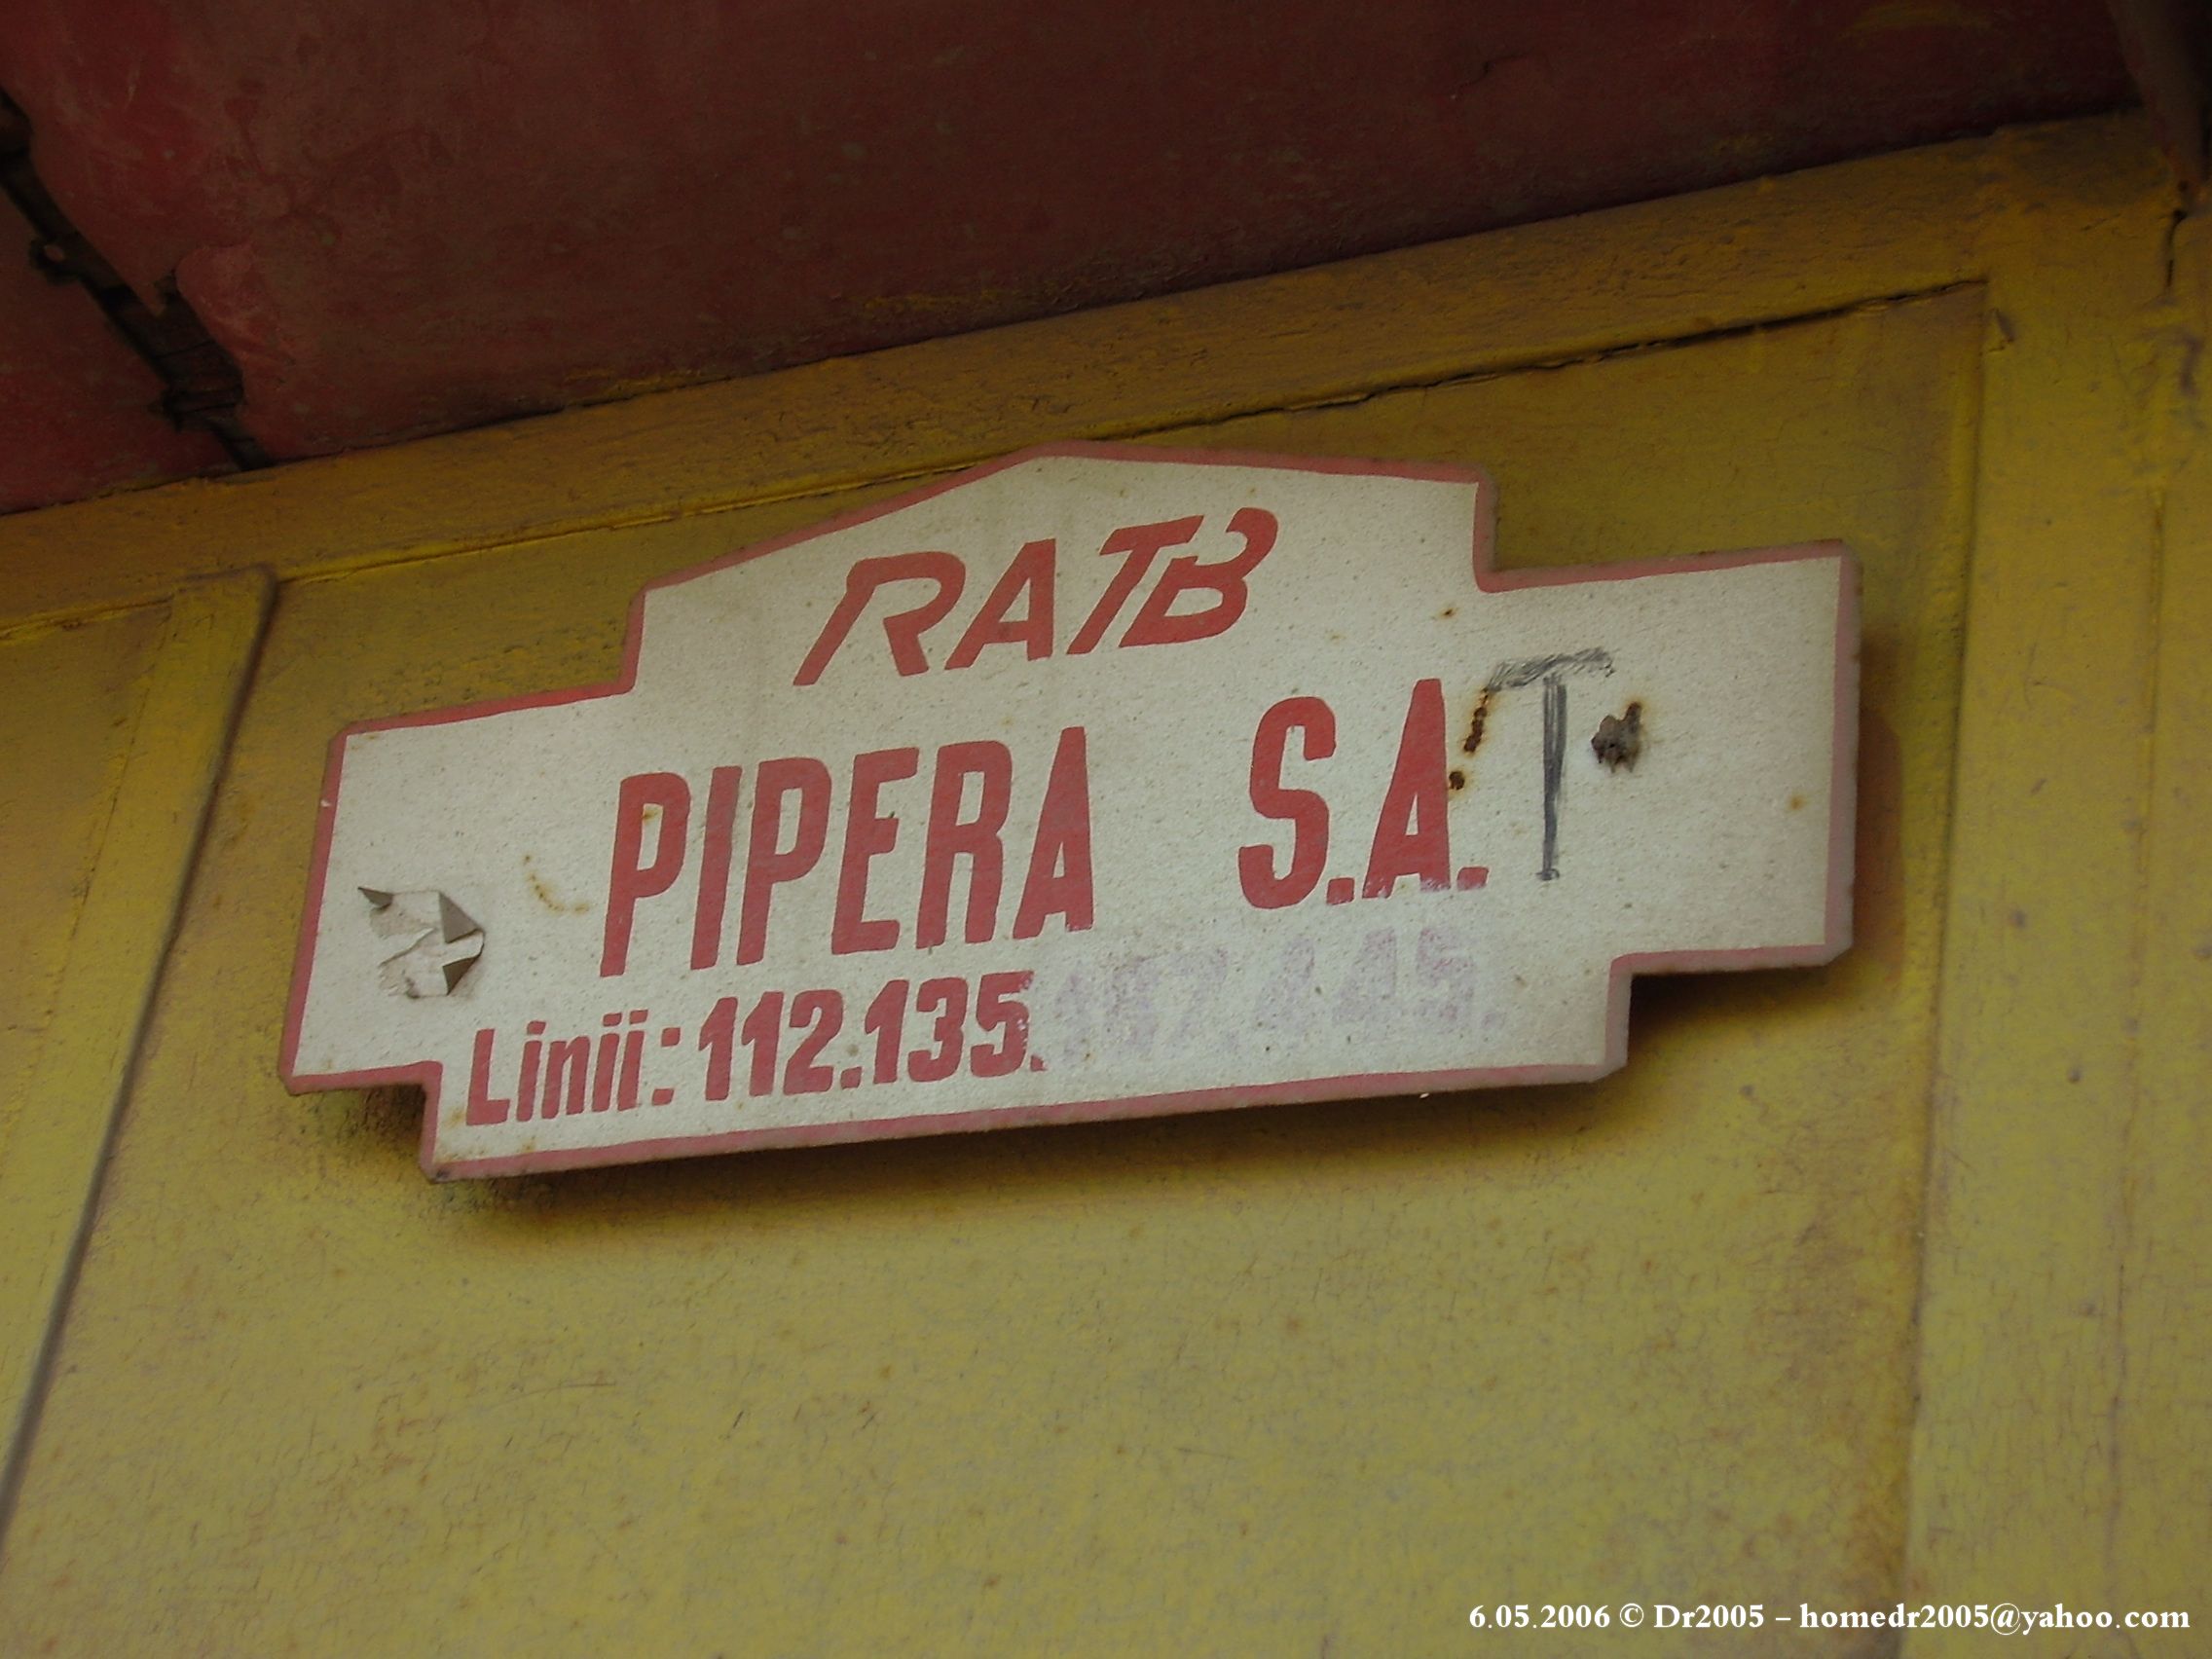 RATB
PIPERA S.A.T
Linii: 112.135.
6.05.2006 © Dr2005 – homedr2005@yahoo.com